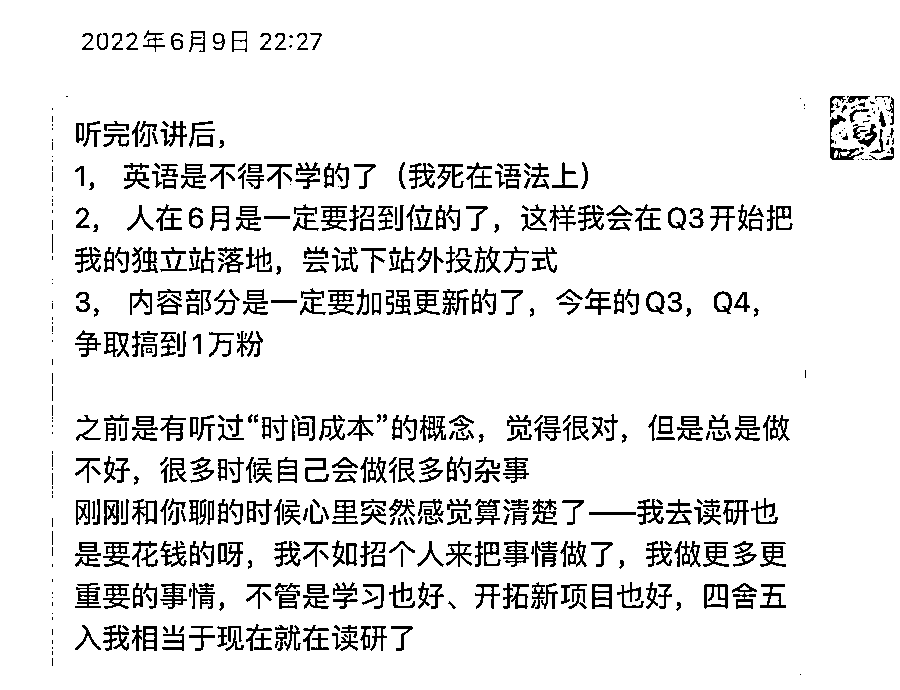 2022年6月9日 22:27
听完你讲后，
1， 英语是不得不学的了（我死在语法上）
2， 人在6月是一定要招到位的了，这样我会在Q3开始把
我的独立站落地，尝试下站外投放方式
3， 内容部分是一定要加强更新的了，今年的Q3，Q4，
争取搞到1万粉
之前是有听过“时间成本”的概念，觉得很对，但是总是做
不好，很多时候自己会做很多的杂事
刚刚和你聊的时候心里突然感觉算清楚了——我去读研也
是要花钱的呀，我不如招个人来把事情做了，我做更多更
重要的事情，不管是学习也好、开拓新项目也好，四舍五
入我相当于现在就在读研了